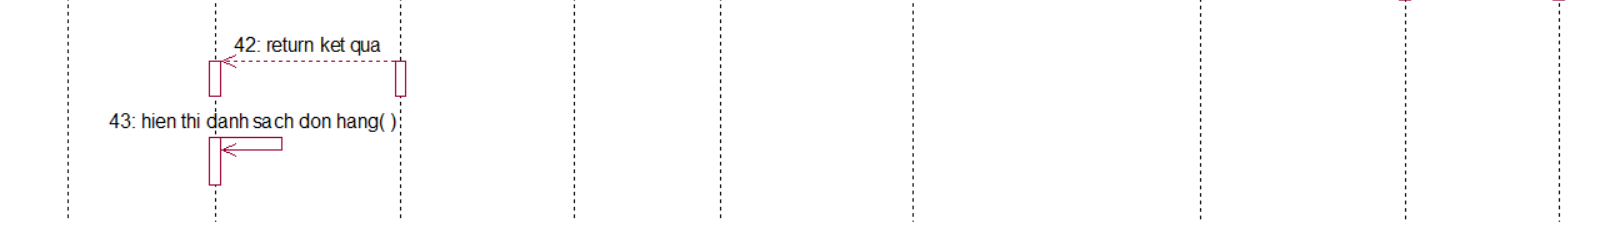 42: return ket qua
43: hien thi danh sach don hang( )